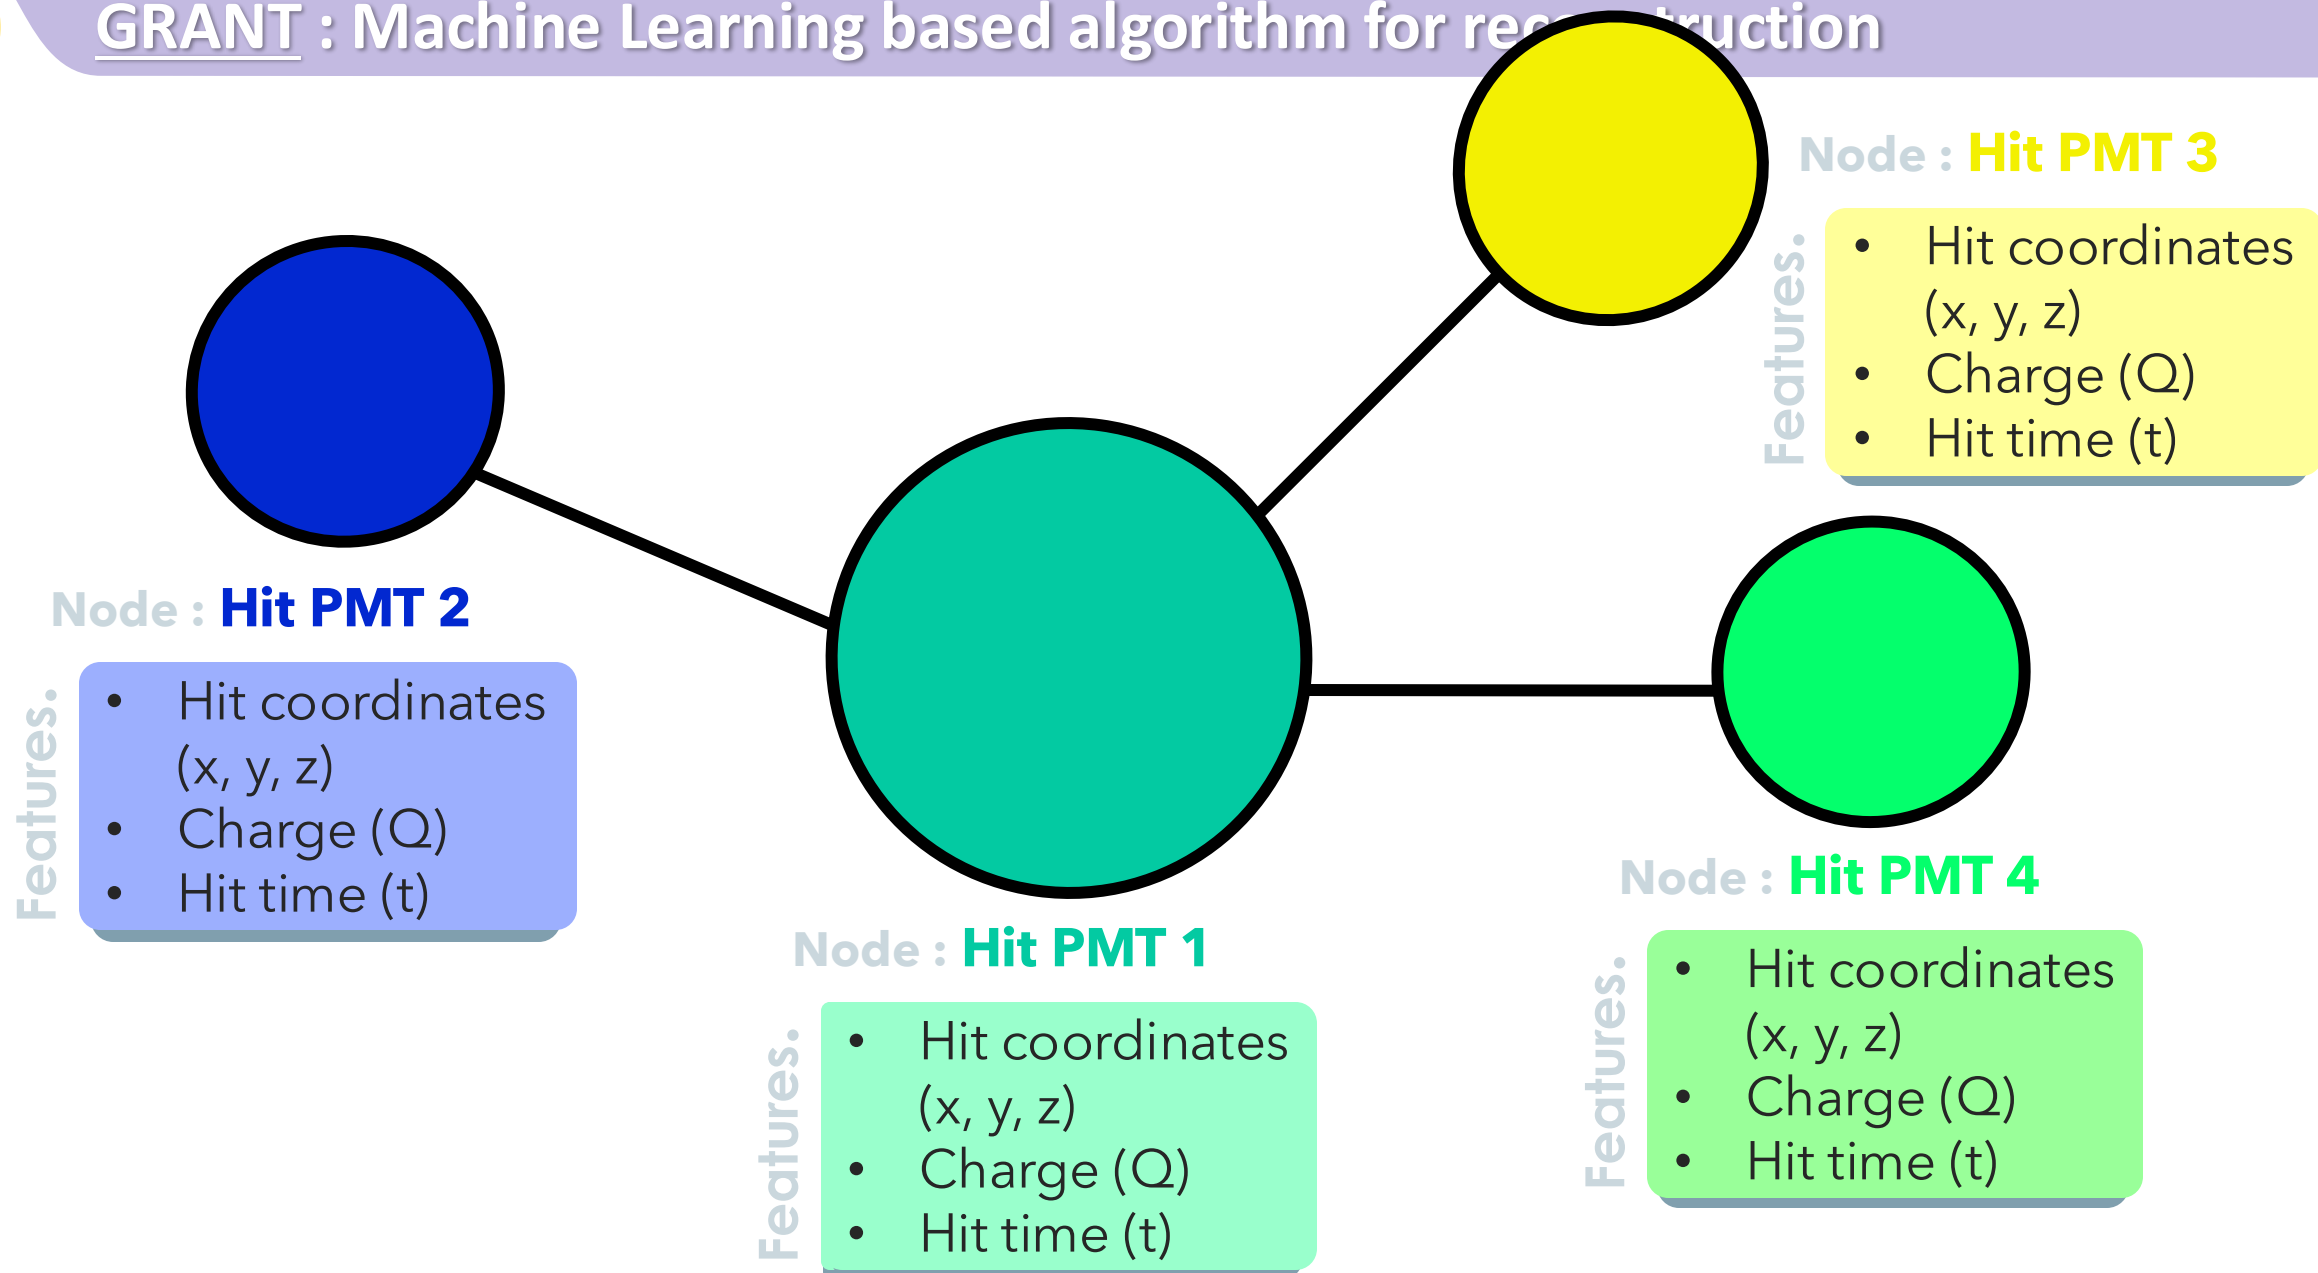 GRANT : Machine Learning based algorithm for rec truction
Node : Hit PMT 3
Features.
• Hit coordinates
(x, y, z)
• Charge (Q)
• Hit time (t)
Node : Hit PMT 2
Features.
• Hit coordinates
(x, y, z)
• Charge (Q)
• Hit time (t)
Node : Hit PMT 1
Features.
• Hit coordinates
(x, y, z)
• Charge (Q)
• Hit time (t)
Node : Hit PMT 4
Features.
• Hit coordinates
(x, y, z)
• Charge (Q)
• Hit time (t)